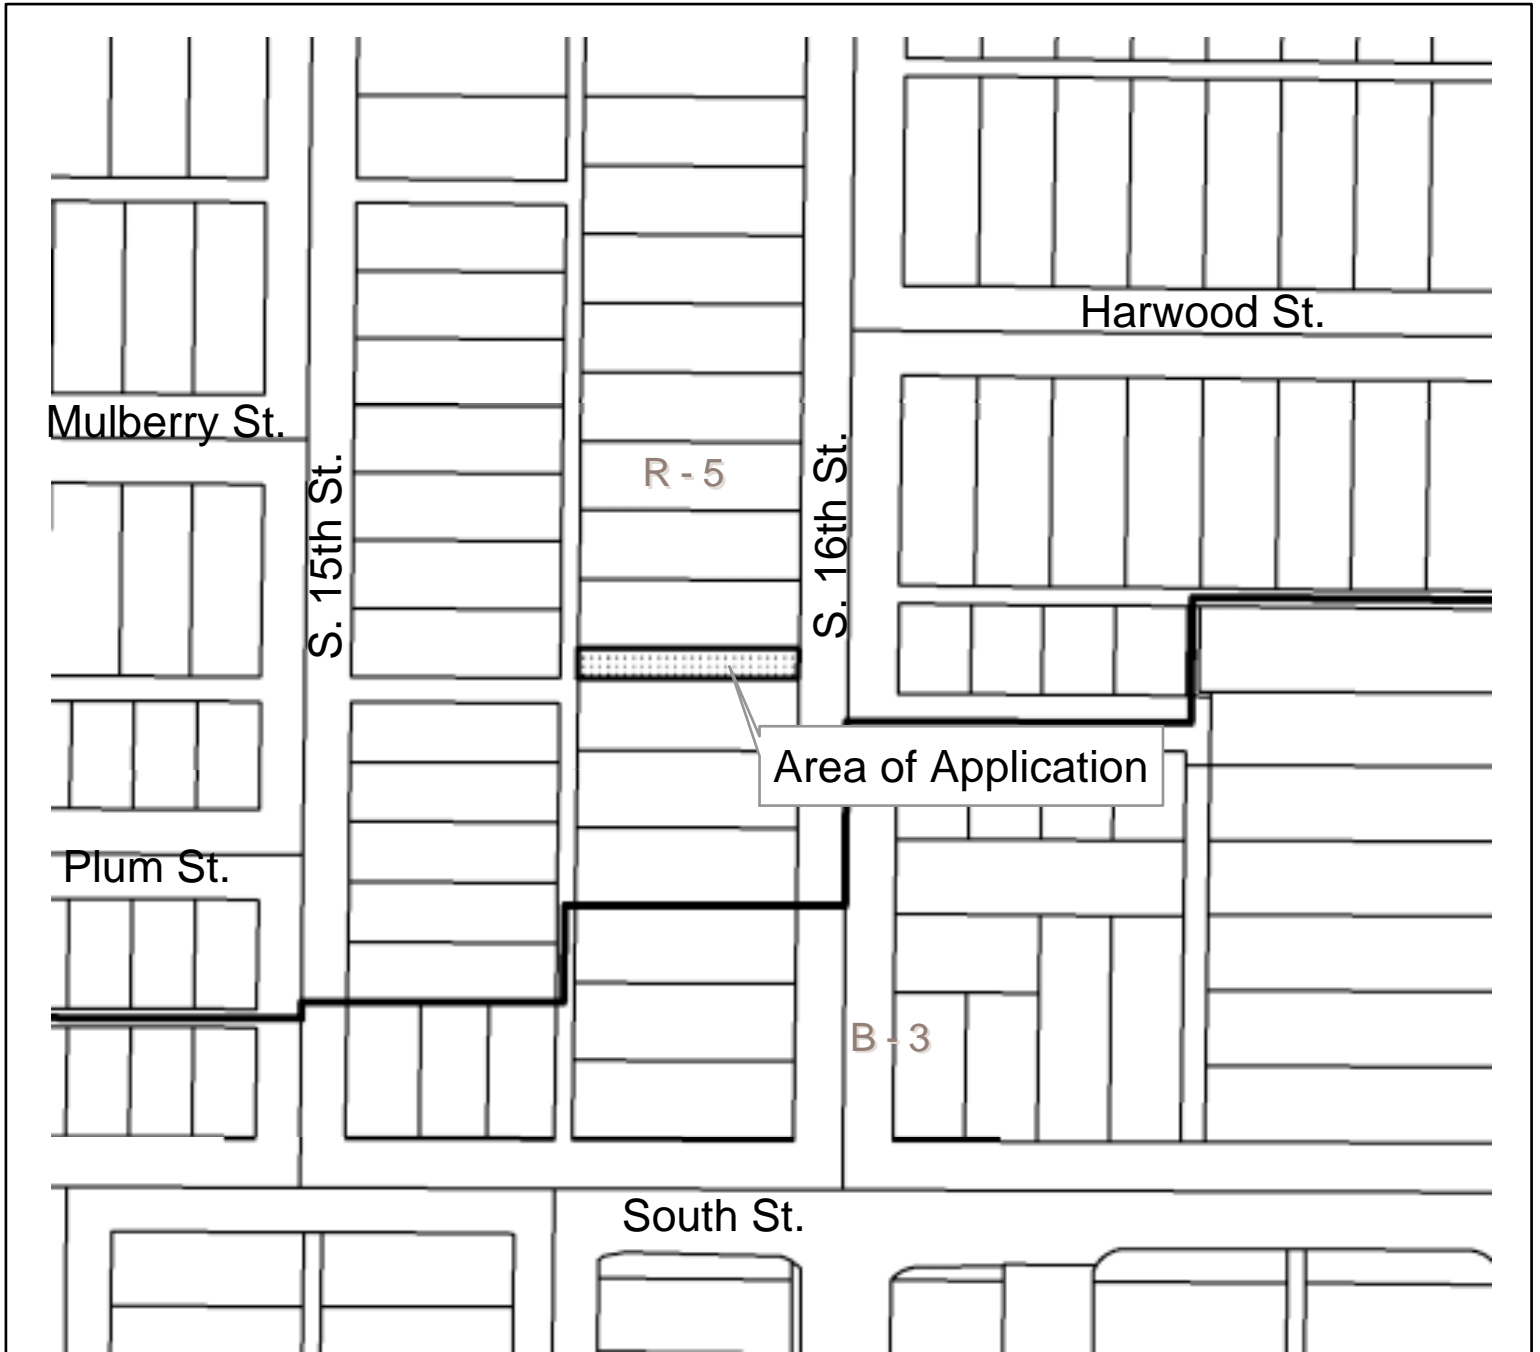 Harwood St.
Mulberry St.
R - 5
S. 15th St.
S. 16th St.
Area of Application
Plum St.
B - 3
South St.